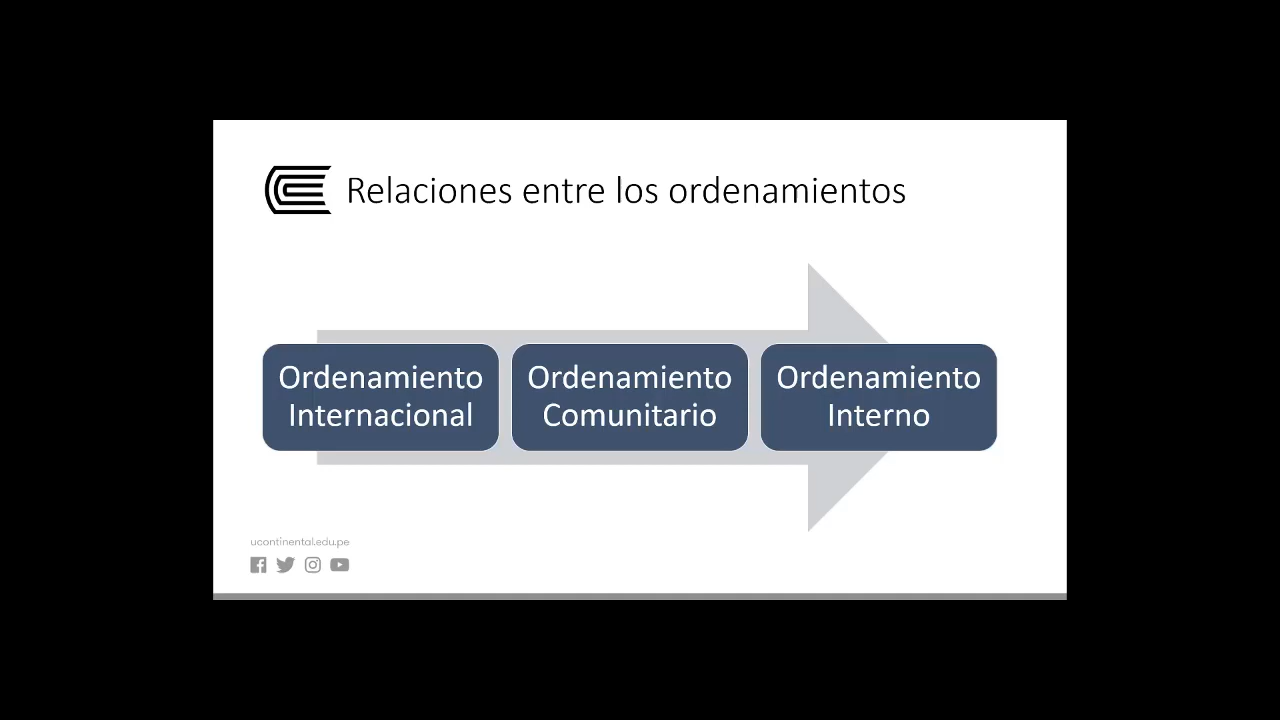 Relaciones entre los ordenamientos
Ordenamiento
Internacional
Ordenamiento
Comunitario
Ordenamiento
Interno
ucontinental.edu.pe